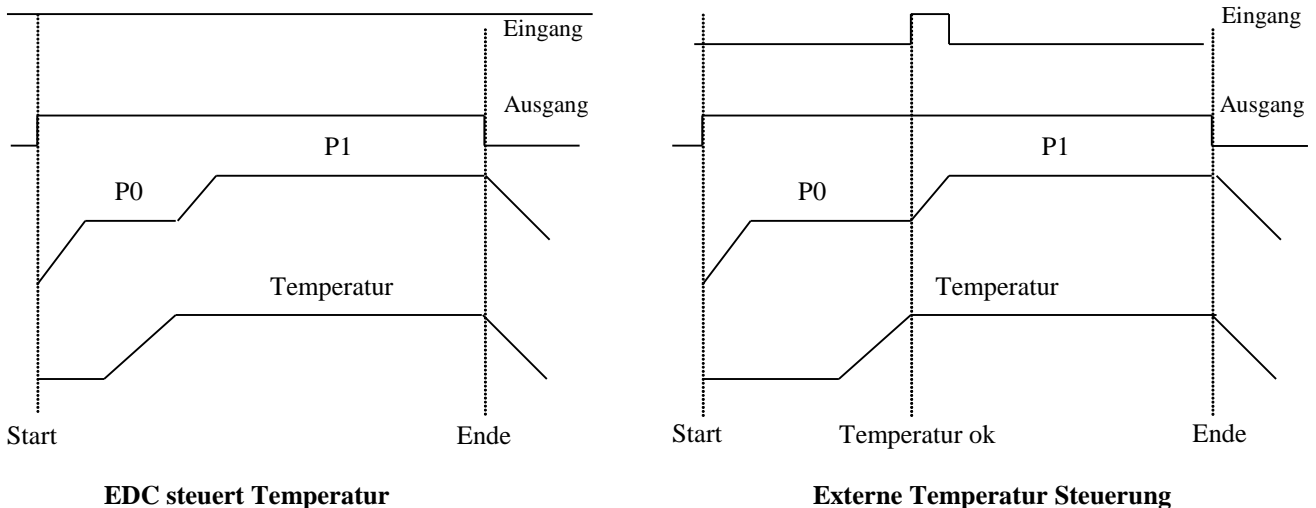 Eingang
Ausgang
P1
P0
Temperatur
Start
Ende
EDC steuert Temperatur
Eingang
Ausgang
P1
P0
Temperatur
Start
Temperatur ok
Ende
Externe Temperatur Steuerung